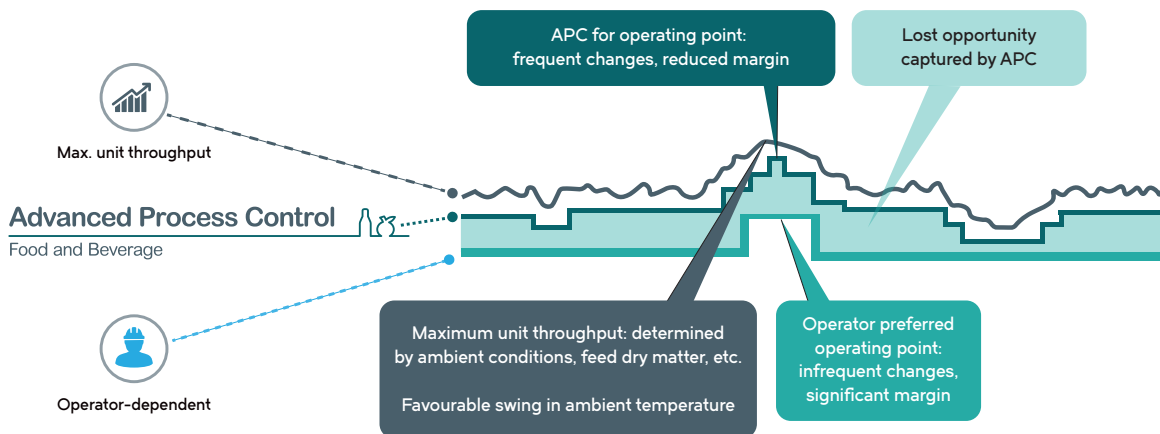 APC for operating point:
frequent changes, reduced margin
Lost opportunity
captured by APC
Max. unit throughput
Advanced Process Control
Food and Beverage
Operator-dependent
Maximum unit throughput: determined
by ambient conditions, feed dry matter, etc.
Favourable swing in ambient temperature
Operator preferred
operating point:
infrequent changes,
significant margin